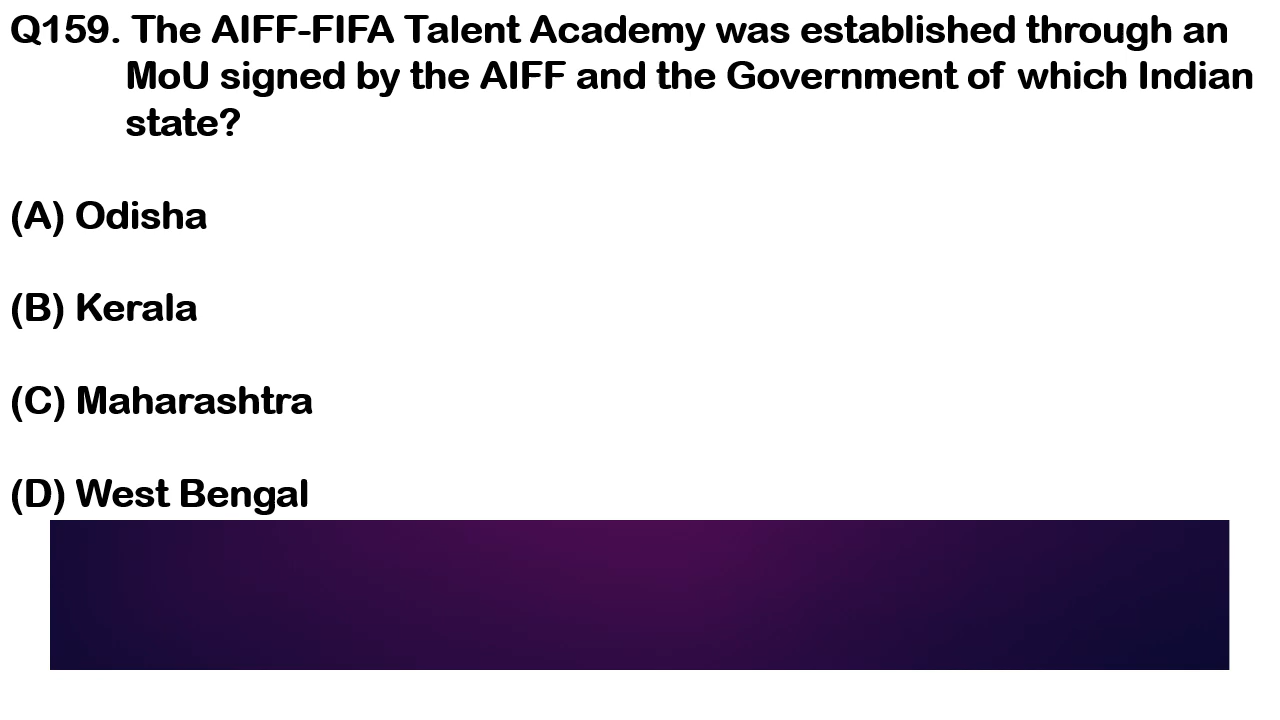 Q159. The AIFF-FIFA Talent Academy was established through an
MoU signed by the AIFF and the Government of which Indian
state?
(A) Odisha
(B) Kerala
(C) Maharashtra
(D) West Bengal